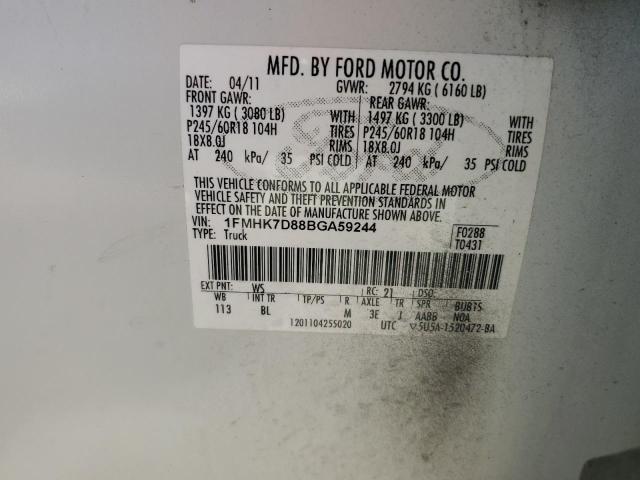 MFD. BY FORD MOTOR CO.
DATE: 04/11 GVWR: 2794 KG ( 6160 LB)
FRONT GAWR: REAR GAWR:
1397 KG ( 3080 LB) WITH 1497 KG ( 3300 LB) WITH
P245/60R18 104H TIRES P245/60R18 104H TIRES
18X8.0J RIMS 18X8.0J RIMS
AT 240 kPa/ 35 PSI COLD AT 240 kPa/ 35 PSI COLD
THIS VEHICLE CONFORMS TO ALL APPLICABLE FEDERAL MOTOR
VEHICLE SAFETY AND THEFT PREVENTION STANDARDS IN
EFFECT ON THE DATE OF MANUFACTURE SHOWN ABOVE.
VIN: 1FMHK7D88BGA59244 F0288
TYPE: Truck T0431
EXT PNT: WS RC: 21 DSO:
WB INT TR TP/PS R AXLE TR SPR BUBTS
113 BL M 3E J AABB N0A
1201104255020 UTC 5U5A-1520472-BA
Ford